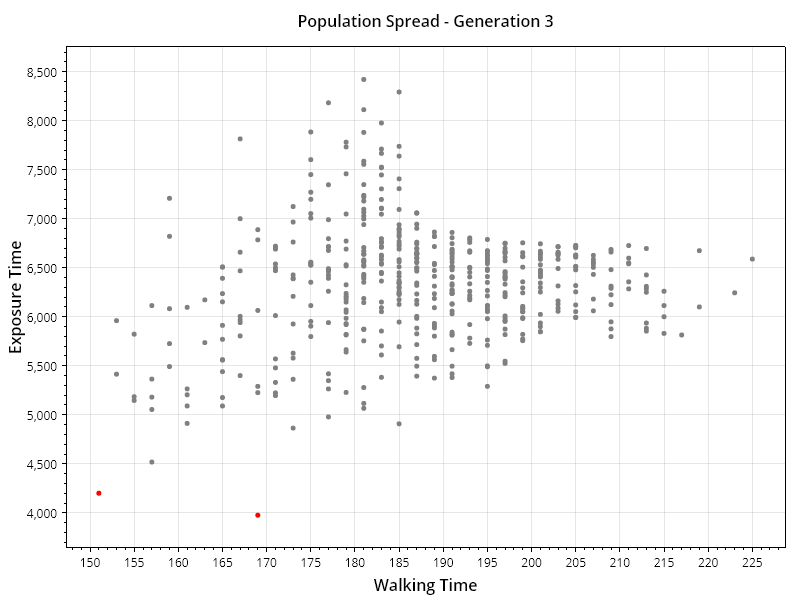 Population Spread - Generation 3
8,500
8,000
7,500
7,000
6,500
6,000
5,500
5,000
4,500
4,000
Exposure Time
150 155 160 165 170 175 180 185 190 195 200 205 210 215 220 225
Walking Time